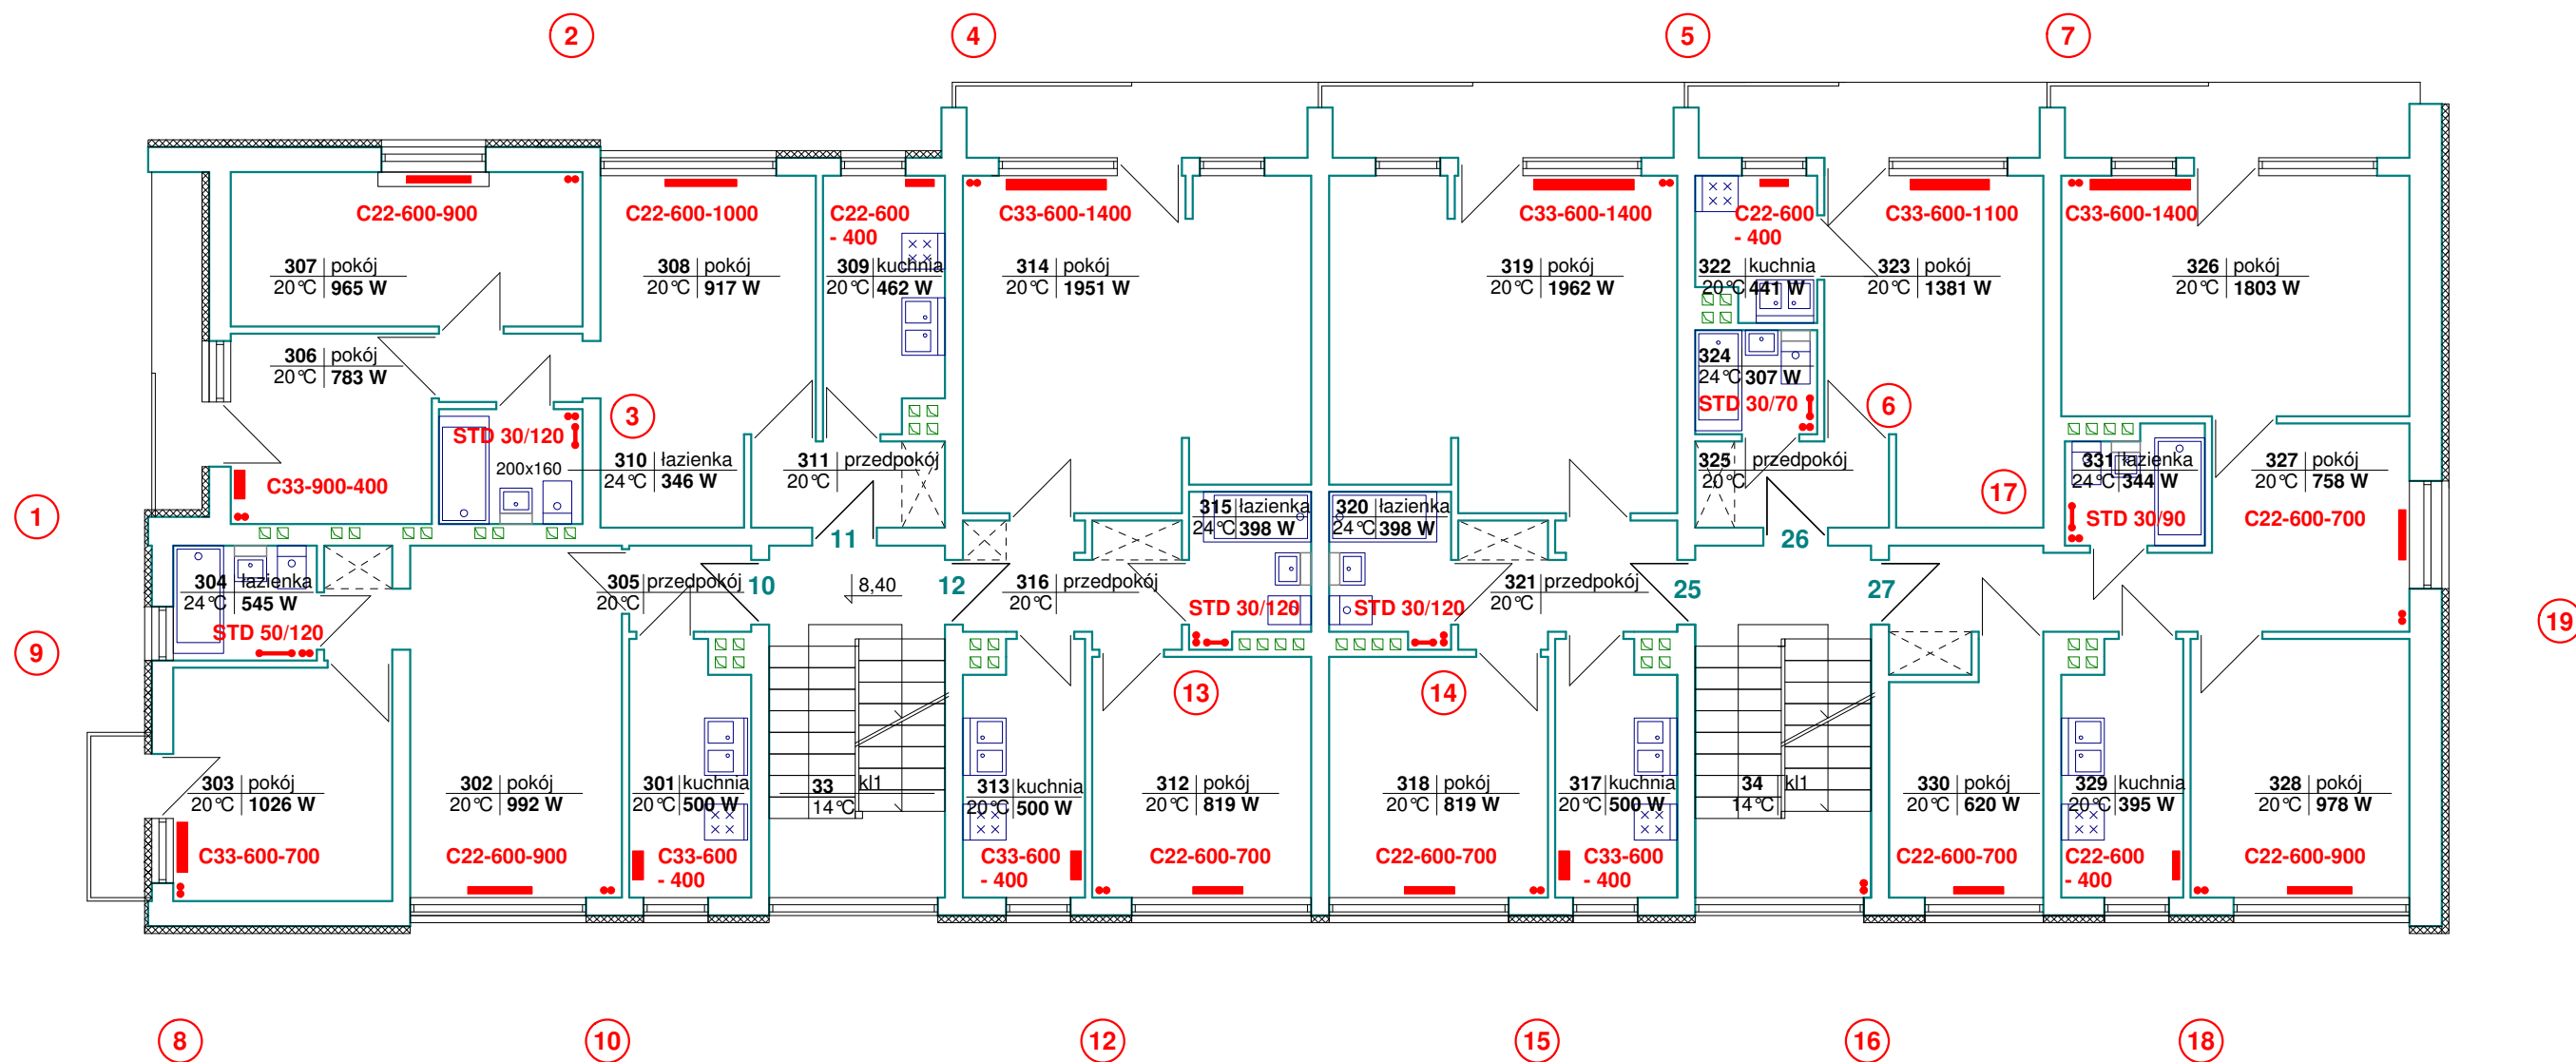 2
4
5
7
C22-600-900
C22-600-1000
C22-600
- 400
C33-600-1400
C33-600-1400
C22-600
- 400
C33-600-1100
C33-600-1400
307 pokój
20°C 965 W
308 pokój
20°C 917 W
309 kuchnia
20°C 462 W
314 pokój
20°C 1951 W
319 pokój
20°C 1962 W
322 kuchnia
20°C 441 W
323 pokój
20°C 1381 W
326 pokój
20°C 1803 W
306 pokój
20°C 783 W
324
24°C 307 W
STD 30/70
3
6
STD 30/120
200x160
310 łazienka
24°C 346 W
311 przedpokój
20°C
325 przedpokój
20°C
331 łazienka
24°C 344 W
327 pokój
20°C 758 W
C33-900-400
17
1
315 łazienka
24°C 398 W
320 łazienka
24°C 398 W
STD 30/90
C22-600-700
11
26
304 łazienka
24°C 545 W
305 przedpokój
20°C
10
8,40
12
316 przedpokój
20°C
321 przedpokój
20°C
25
27
STD 50/120
STD 30/120
STD 30/120
19
9
13
14
303 pokój
20°C 1026 W
302 pokój
20°C 992 W
301 kuchnia
20°C 500 W
33 kl1
14°C
313 kuchnia
20°C 500 W
312 pokój
20°C 819 W
318 pokój
20°C 819 W
317 kuchnia
20°C 500 W
34 kl1
14°C
330 pokój
20°C 620 W
329 kuchnia
20°C 395 W
328 pokój
20°C 978 W
C33-600-700
C22-600-900
C33-600
- 400
C33-600
- 400
C22-600-700
C22-600-700
C33-600
- 400
C22-600-700
C22-600
- 400
C22-600-900
8
10
12
15
16
18